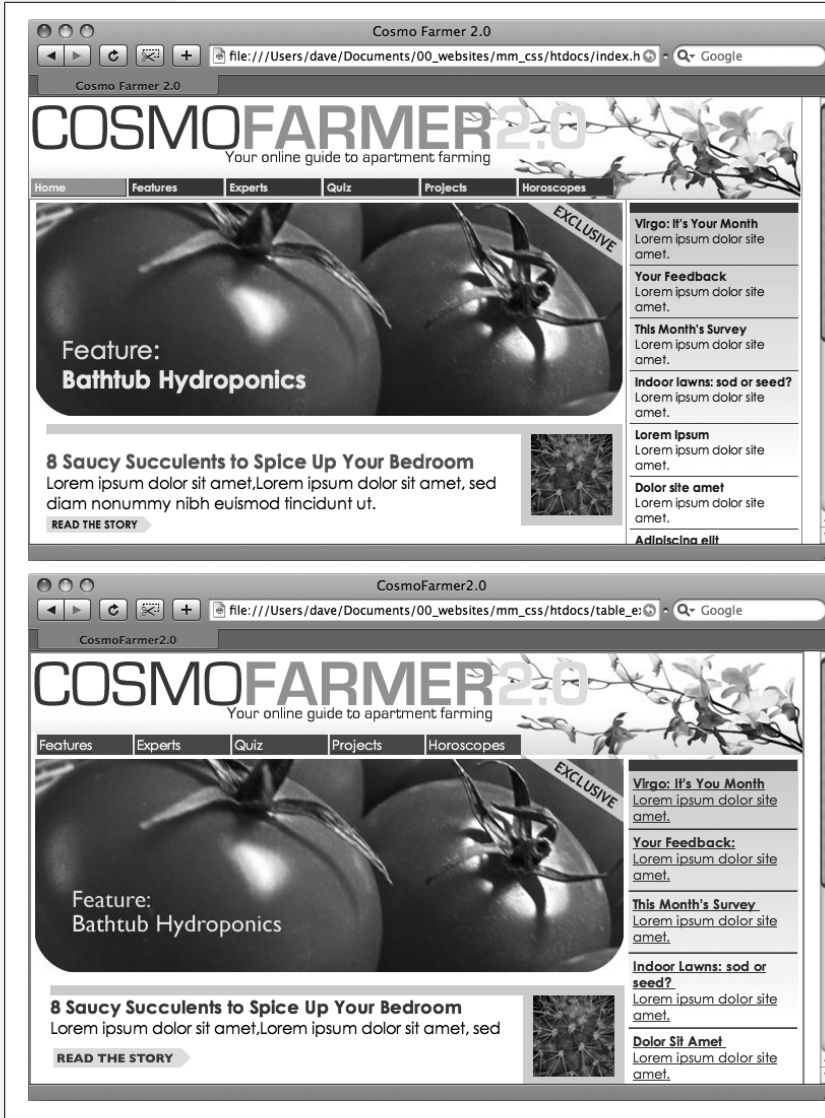 Cosmo Farmer 2.0
file:///Users/dave/Documents/00_websites/mm_css/htdocs/index.h
Google
Cosmo Farmer 2.0
COSMOFARMER2.0
Your online guide to apartment farming
Home Features Experts Quiz Projects Horoscopes
EXCLUSIVE
Feature:
Bathtub Hydroponics
8 Saucy Succulents to Spice Up Your Bedroom
Lorem ipsum dolor sit amet,Lorem ipsum dolor sit amet, sed
diam nonummy nibh euismod tincidunt ut.
READ THE STORY
Virgo: It's Your Month
Lorem ipsum dolor site
amet.
Your Feedback
Lorem ipsum dolor site
amet.
This Month's Survey
Lorem ipsum dolor site
amet.
Indoor lawns: sod or seed?
Lorem ipsum dolor site
amet.
Lorem Ipsum
Lorem ipsum dolor site
amet.
Dolor site amet
Lorem ipsum dolor site
amet.
Adipiscing elit
CosmoFarmer2.0
file:///Users/dave/Documents/00_websites/mm_css/htdocs/table_e
Google
CosmoFarmer2.0
COSMOFARMER2.0
Your online guide to apartment farming
Features Experts Quiz Projects Horoscopes
EXCLUSIVE
Feature:
Bathtub Hydroponics
8 Saucy Succulents to Spice Up Your Bedroom
Lorem ipsum dolor sit amet,Lorem ipsum dolor sit amet, sed
READ THE STORY
Virgo: It's You Month
Lorem ipsum dolor site
amet.
Your Feedback:
Lorem ipsum dolor site
amet.
This Month's Survey
Lorem ipsum dolor site
amet.
Indoor Lawns: sod or
seed?
Lorem ipsum dolor site
amet.
Dolor Sit Amet
Lorem ipsum dolor site
amet.